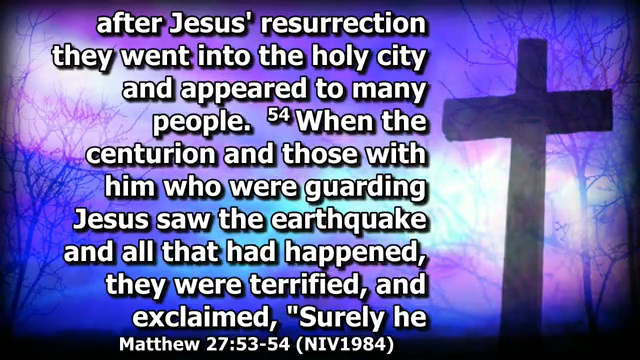 after Jesus' resurrection
they went into the holy city
and appeared to many
people. 54 When the
centurion and those with
him who were guarding
Jesus saw the earthquake
and all that had happened,
they were terrified, and
exclaimed, "Surely he
Matthew 27:53-54 (NIV1984)